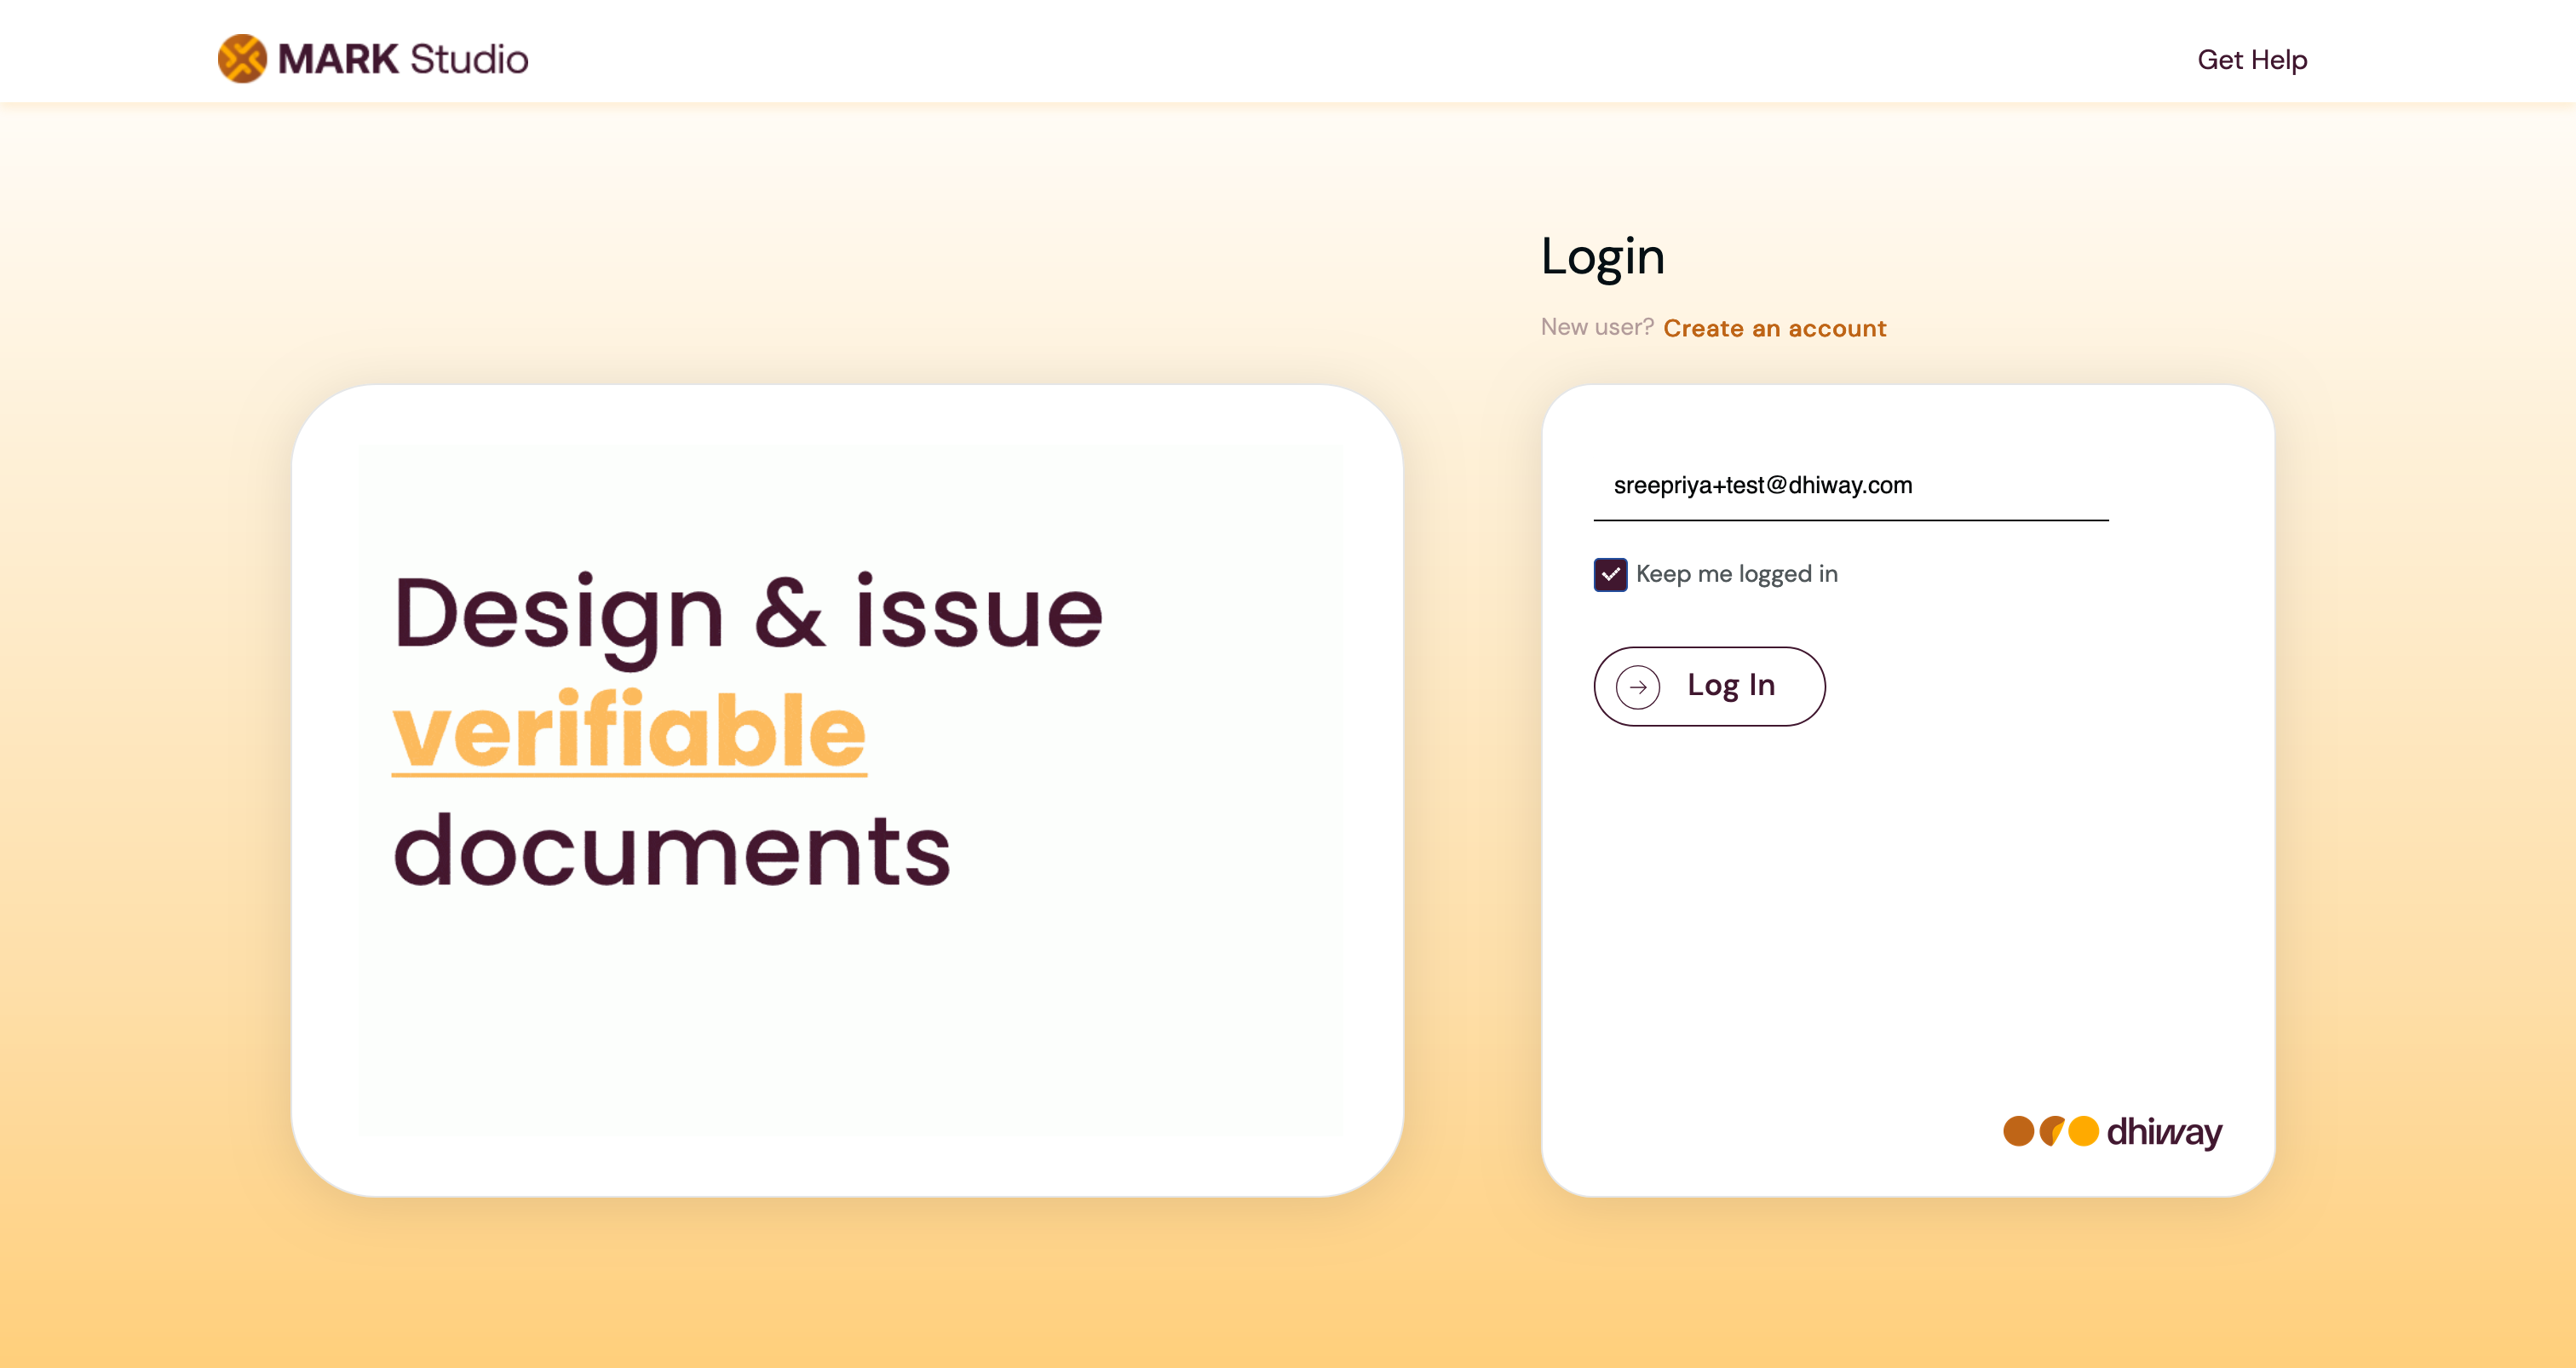 MARK Studio
Get Help
Login
New user? Create an account
Design & issue
verifiable
documents
sreepriya+test@dhiway.com
Keep me logged in
Log In
dhiway